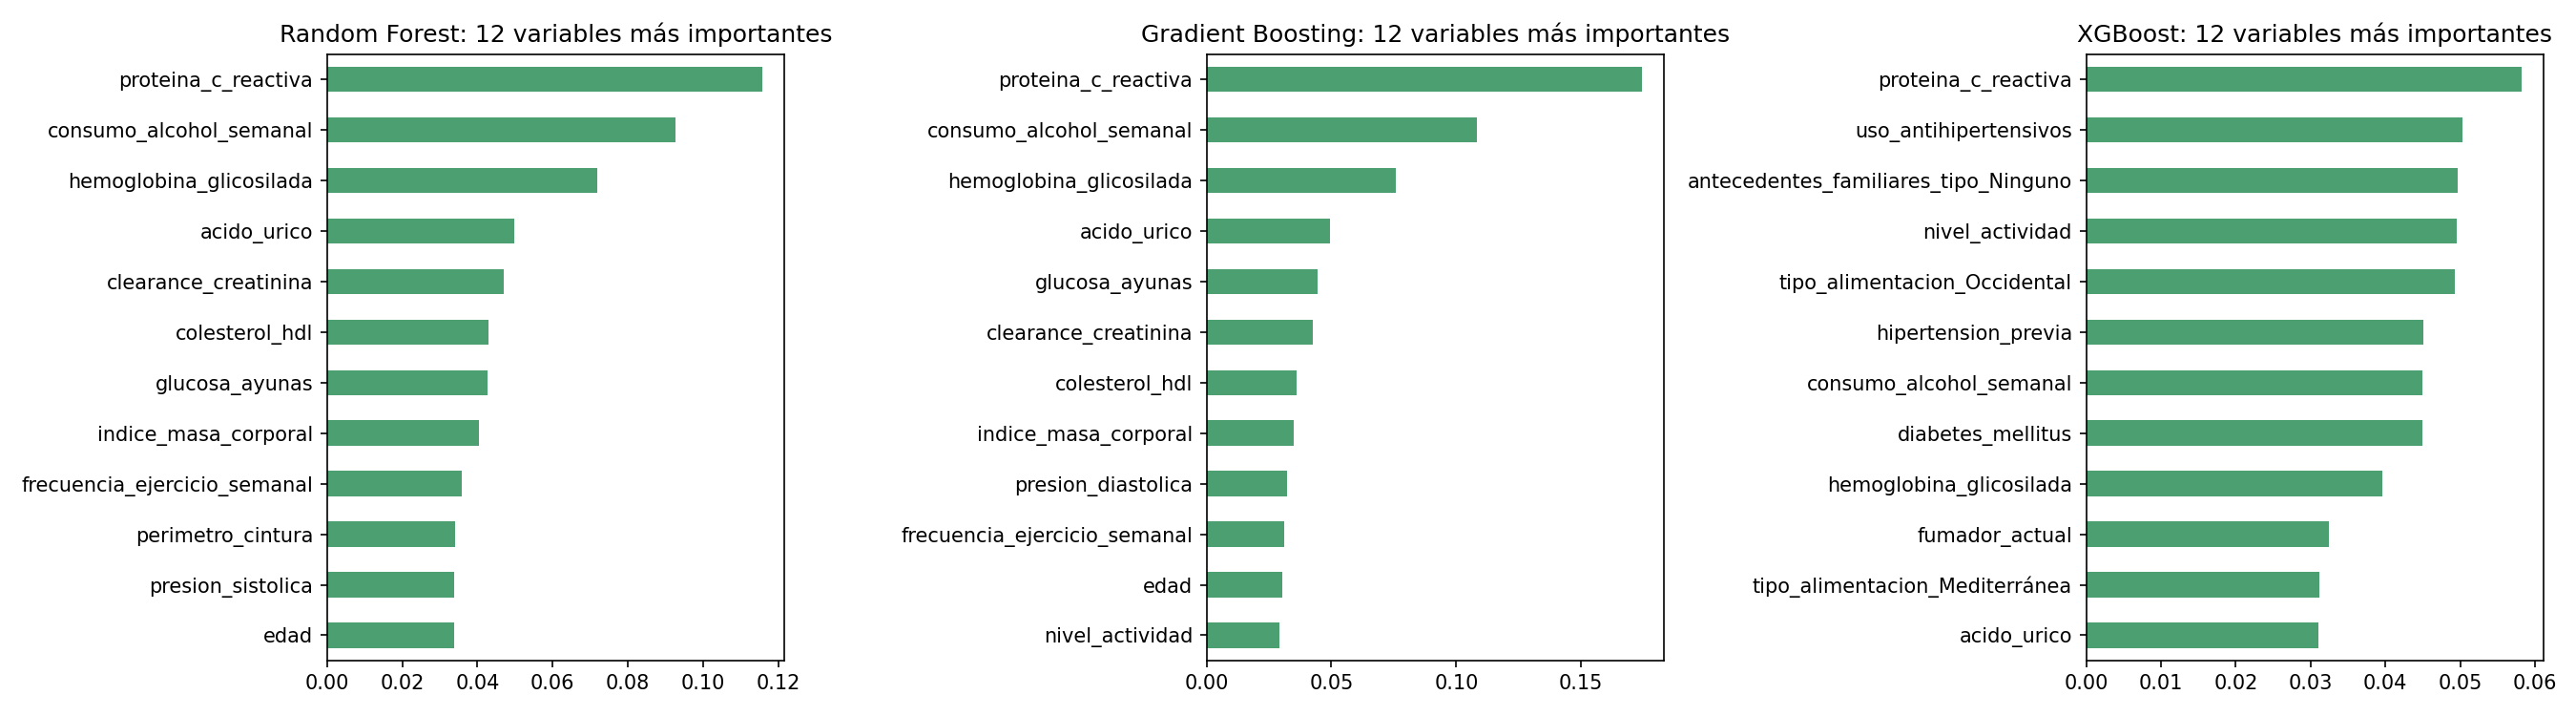 Random Forest: 12 variables más importantes
proteina_c_reactiva
consumo_alcohol_semanal
hemoglobina_glicosilada
acido_urico
clearance_creatinina
colesterol_hdl
glucosa_ayunas
indice_masa_corporal
frecuencia_ejercicio_semanal
perimetro_cintura
presion_sistolica
edad
0.00 0.02 0.04 0.06 0.08 0.10 0.12
Gradient Boosting: 12 variables más importantes
proteina_c_reactiva
consumo_alcohol_semanal
hemoglobina_glicosilada
acido_urico
glucosa_ayunas
clearance_creatinina
colesterol_hdl
indice_masa_corporal
presion_diastolica
frecuencia_ejercicio_semanal
edad
nivel_actividad
0.00 0.05 0.10 0.15
XGBoost: 12 variables más importantes
proteina_c_reactiva
uso_antihipertensivos
antecedentes_familiares_tipo_Ninguno
nivel_actividad
tipo_alimentacion_Occidental
hipertension_previa
consumo_alcohol_semanal
diabetes_mellitus
hemoglobina_glicosilada
fumador_actual
tipo_alimentacion_Mediterránea
acido_urico
0.00 0.01 0.02 0.03 0.04 0.05 0.06